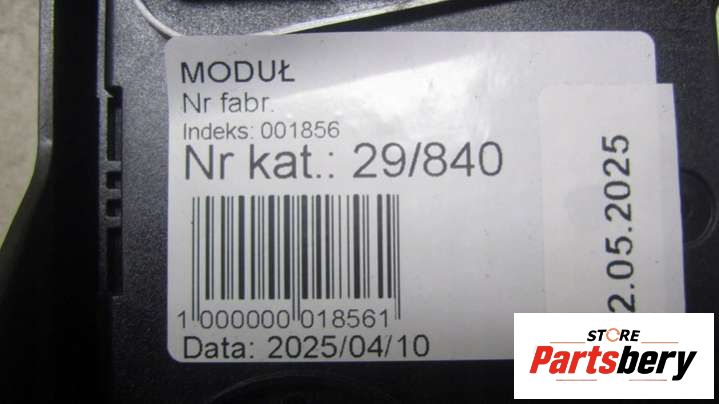 MODUŁ
Nr fabr.
Indeks: 001856
Nr kat.: 29/840
1 000000 018561
Data: 2025/04/10
2.05.2025
STORE
Partsbery